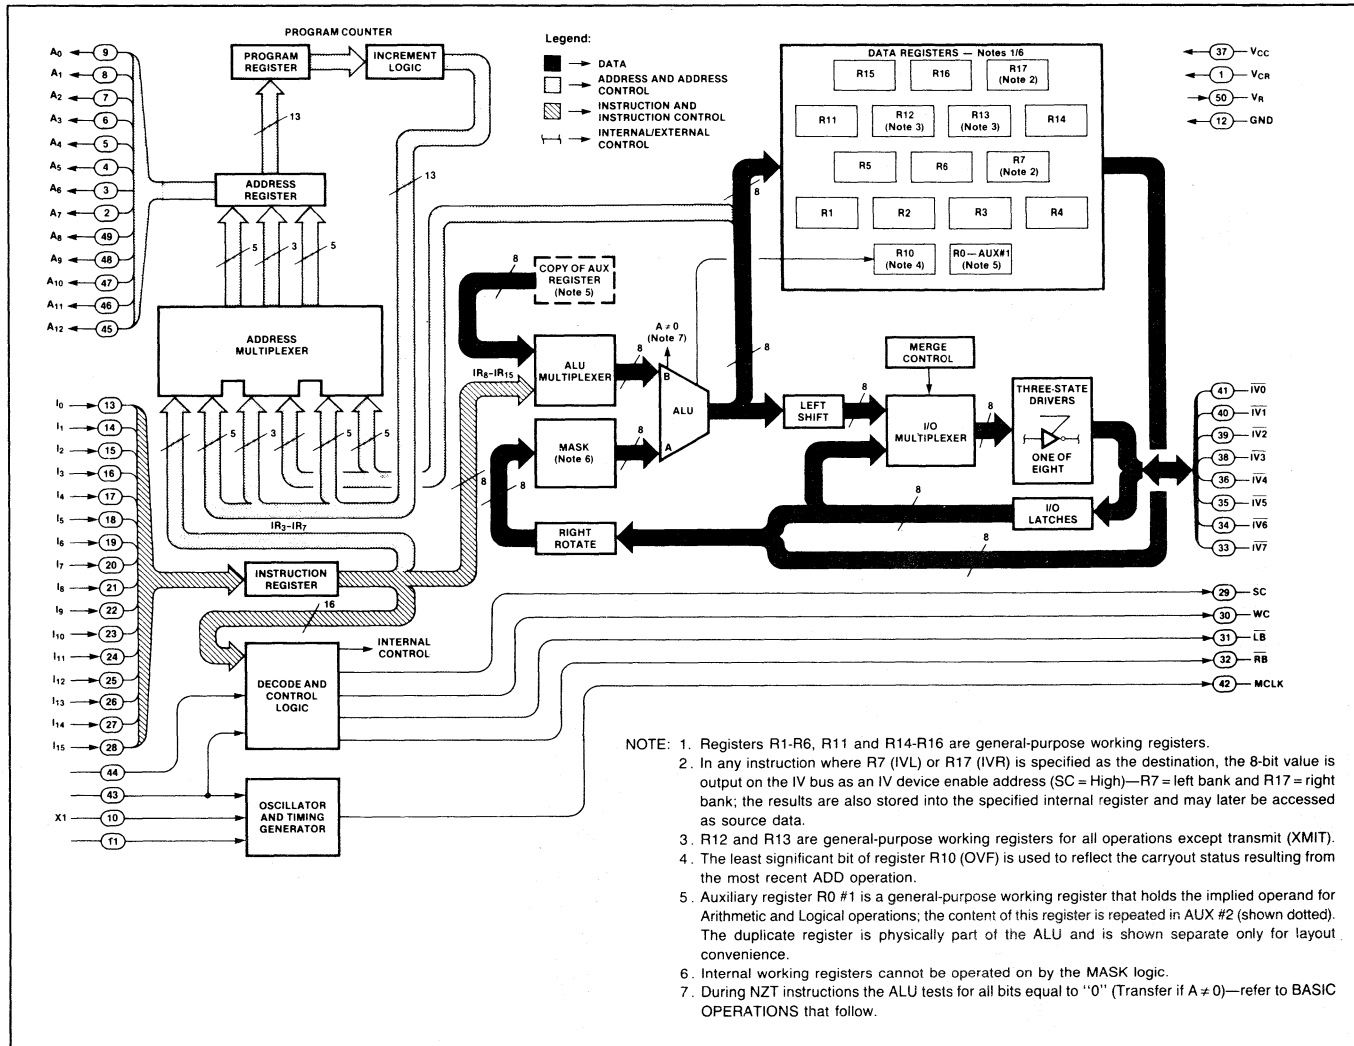 PROGRAM COUNTER
PROGRAM
REGISTER
INCREMENT
LOGIC
13
13
ADDRESS
REGISTER
5
3
5
ADDRESS
MULTIPLEXER
5
3
5
5
A0 9
A1 8
A2 7
A3 6
A4 5
A5 4
A6 3
A7 2
A8 49
A9 48
A10 47
A11 46
A12 45
I0 13
I1 14
I2 15
I3 16
I4 17
I5 18
I6 19
I7 20
I8 21
I9 22
I10 23
I11 24
I12 25
I13 26
I14 27
I15 28
44
43
X1 10
11
Legend:
DATA
ADDRESS AND ADDRESS
CONTROL
INSTRUCTION AND
INSTRUCTION CONTROL
INTERNAL/EXTERNAL
CONTROL
DATA REGISTERS — Notes 1/6
R15
R16
R17
(Note 2)
R11
R12
(Note 3)
R13
(Note 3)
R14
R5
R6
R7
(Note 2)
R1
R2
R3
R4
R10
(Note 4)
R0—AUX#1
(Note 5)
37 VCC
1 VCR
50 VR
12 GND
8
8
COPY OF AUX
REGISTER
(Note 5)
8
A ≠ 0
(Note 7)
IR8–IR15
ALU
MULTIPLEXER
8
B
ALU
A
MASK
(Note 6)
8
8
8
8
LEFT
SHIFT
8
MERGE
CONTROL
I/O
MULTIPLEXER
8
THREE-STATE
DRIVERS
ONE OF
EIGHT
I/O
LATCHES
8
8
RIGHT
ROTATE
41 IV0
40 IV1
39 IV2
38 IV3
36 IV4
35 IV5
34 IV6
33 IV7
IR3–IR7
INSTRUCTION
REGISTER
16
INTERNAL
CONTROL
DECODE AND
CONTROL
LOGIC
OSCILLATOR
AND TIMING
GENERATOR
29 SC
30 WC
31 LB
32 RB
42 MCLK
NOTE: 1. Registers R1-R6, R11 and R14-R16 are general-purpose working registers.
2. In any instruction where R7 (IVL) or R17 (IVR) is specified as the destination, the 8-bit value is
output on the IV bus as an IV device enable address (SC = High)—R7 = left bank and R17 = right
bank; the results are also stored into the specified internal register and may later be accessed
as source data.
3. R12 and R13 are general-purpose working registers for all operations except transmit (XMIT).
4. The least significant bit of register R10 (OVF) is used to reflect the carryout status resulting from
the most recent ADD operation.
5. Auxiliary register R0 #1 is a general-purpose working register that holds the implied operand for
Arithmetic and Logical operations; the content of this register is repeated in AUX #2 (shown dotted).
The duplicate register is physically part of the ALU and is shown separate only for layout
convenience.
6. Internal working registers cannot be operated on by the MASK logic.
7. During NZT instructions the ALU tests for all bits equal to "0" (Transfer if A ≠ 0)—refer to BASIC
OPERATIONS that follow.